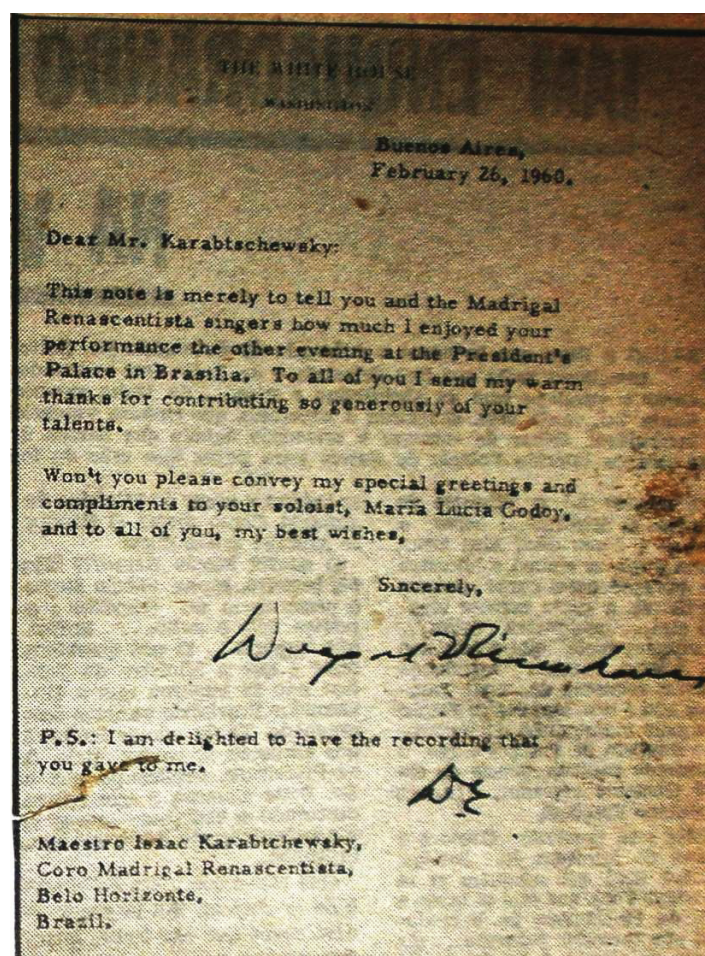 THE WHITE HOUSE
WASHINGTON
Buenos Aires,
February 26, 1960.
Dear Mr. Karabtschewsky:
This note is merely to tell you and the Madrigal
Renascentista singers how much I enjoyed your
performance the other evening at the President's
Palace in Brasilia. To all of you I send my warm
thanks for contributing so generously of your
talents.
Won't you please convey my special greetings and
compliments to your soloist, Maria Lucia Godoy,
and to all of you, my best wishes,
Sincerely,
Dwight Eisenhower
P.S.: I am delighted to have the recording that
you gave to me.
DE
Maestro Isaac Karabtchewsky,
Coro Madrigal Renascentista,
Belo Horizonte,
Brazil.